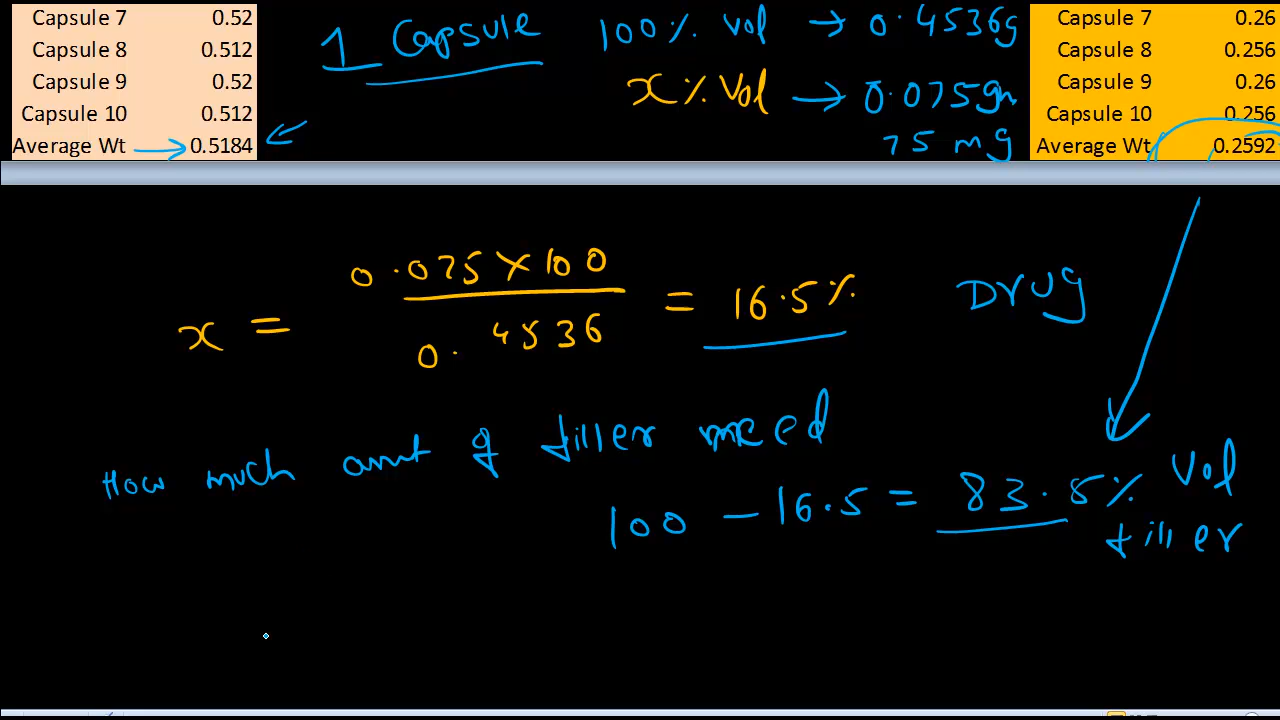 Capsule 7 0.52
Capsule 8 0.512
Capsule 9 0.52
Capsule 10 0.512
Average Wt 0.5184
1 Capsule 100% Vol → 0.4536g
x% Vol → 0.075gm
75 mg
Capsule 7 0.26
Capsule 8 0.256
Capsule 9 0.26
Capsule 10 0.256
Average Wt 0.2592
0.075 × 100
x = = 16.5% Drug
0.4536
How much amt of filler need
100 - 16.5 = 83.5% Vol
filler